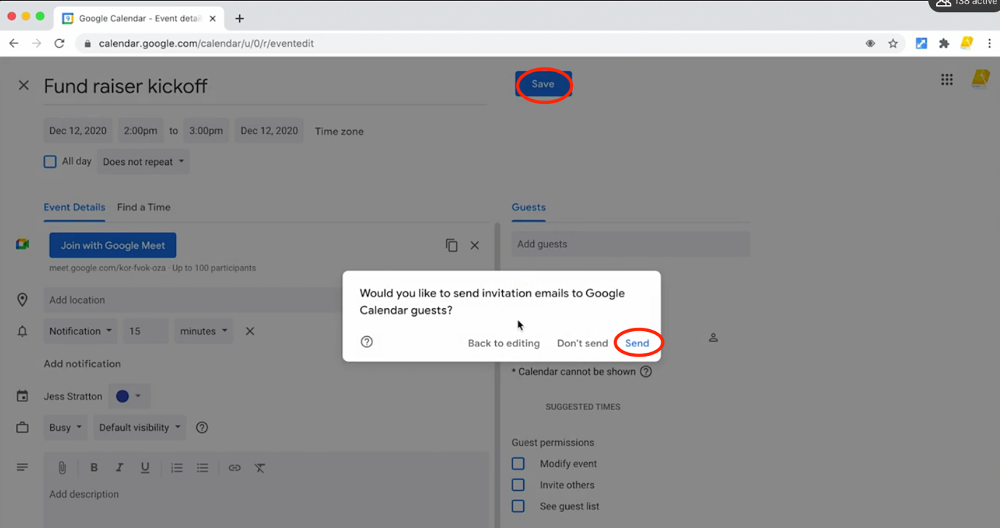 138 active
Google Calendar - Event detail
calendar.google.com/calendar/u/0/r/eventedit
Fund raiser kickoff
Save
Dec 12, 2020 2:00pm to 3:00pm Dec 12, 2020 Time zone
All day Does not repeat
Event Details Find a Time
Guests
Join with Google Meet
Add guests
meet.google.com/kor-fvok-oza · Up to 100 participants
Add location
Would you like to send invitation emails to Google
Calendar guests?
Back to editing Don't send Send
Notification 15 minutes
Add notification
* Calendar cannot be shown
Jess Stratton
SUGGESTED TIMES
Busy Default visibility
Guest permissions
Modify event
Invite others
See guest list
B I U
Add description